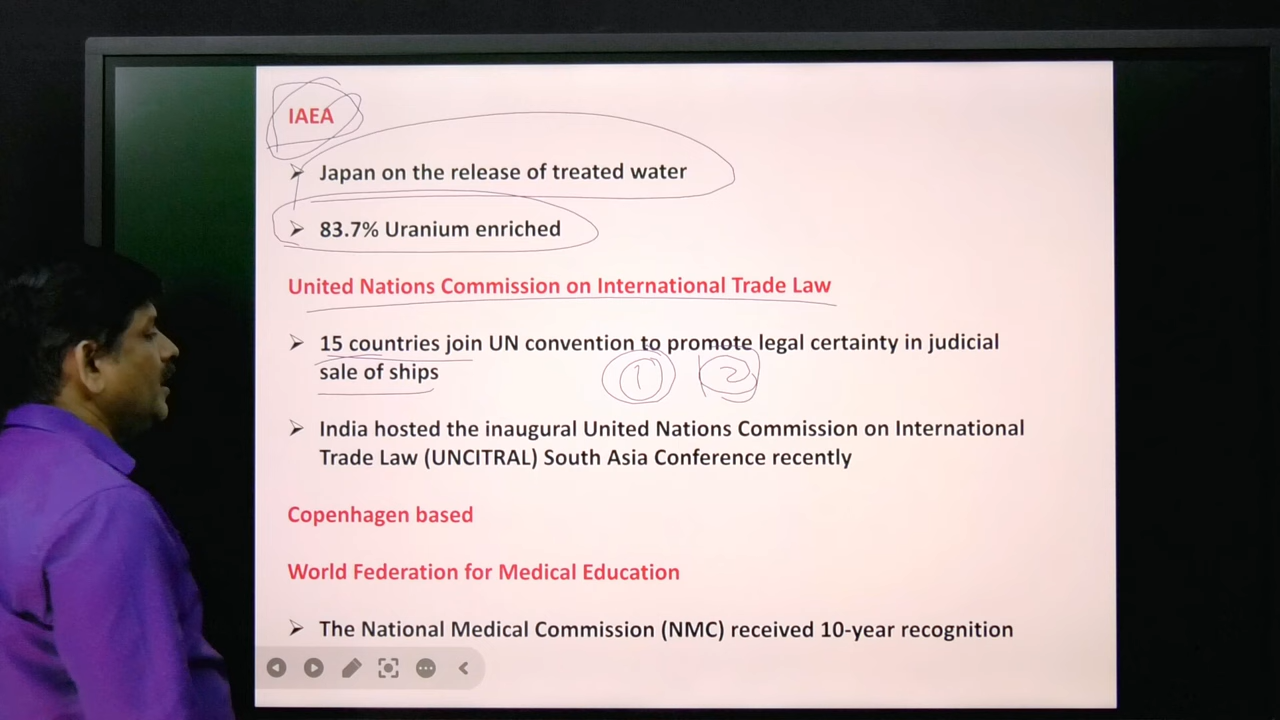 IAEA
➢ Japan on the release of treated water
➢ 83.7% Uranium enriched
United Nations Commission on International Trade Law
➢ 15 countries join UN convention to promote legal certainty in judicial
sale of ships
1 2
➢ India hosted the inaugural United Nations Commission on International
Trade Law (UNCITRAL) South Asia Conference recently
Copenhagen based
World Federation for Medical Education
➢ The National Medical Commission (NMC) received 10-year recognition